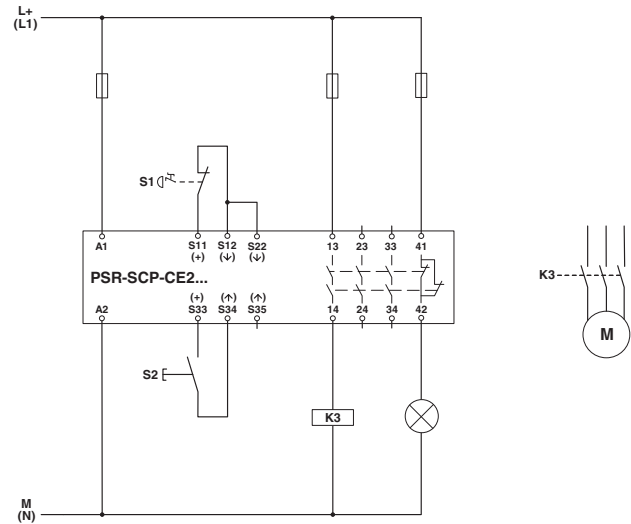 L+
(L1)
S1
A1 S11 S12 S22 13 23 33 41
(+) (↓) (↓)
PSR-SCP-CE2...
K3
(+) (↑) (↑)
A2 S33 S34 S35 14 24 34 42
M
S2
K3
M
(N)